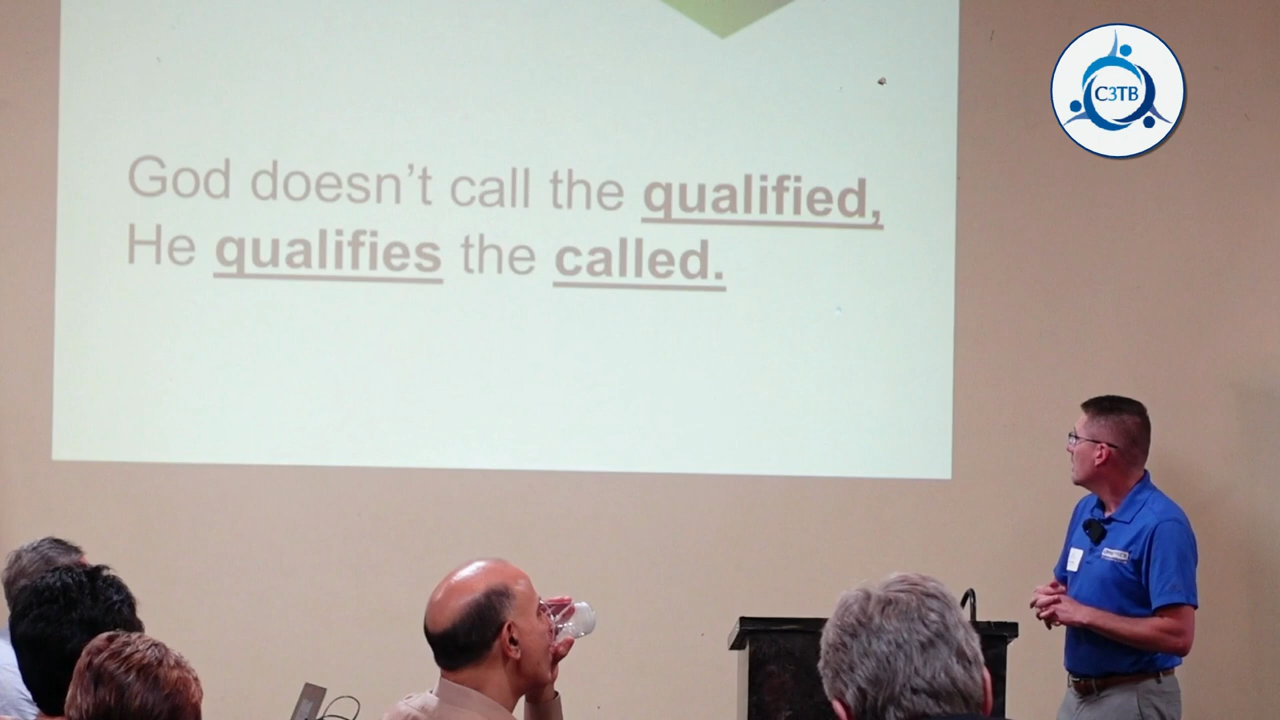 C3TB
God doesn't call the qualified,
He qualifies the called.